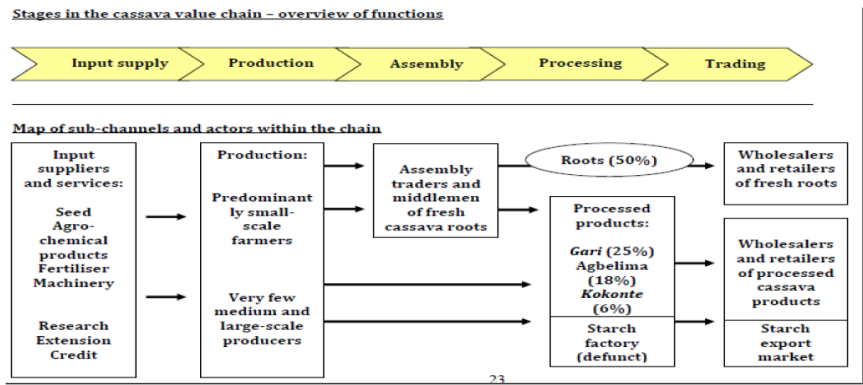 Stages in the cassava value chain – overview of functions
Input supply
Production
Assembly
Processing
Trading
Map of sub-channels and actors within the chain
Input
suppliers
and services:
Seed
Agro-
chemical
products
Fertiliser
Machinery
Research
Extension
Credit
Production:
Predominant
ly small-
scale
farmers
Very few
medium and
large-scale
producers
Assembly
traders and
middlemen
of fresh
cassava roots
Roots (50%)
Processed
products:
Gari (25%)
Agbelima
(18%)
Kokonte
(6%)
Starch
factory
(defunct)
Wholesalers
and retailers
of fresh roots
Wholesalers
and retailers
of processed
cassava
products
Starch
export
market
23